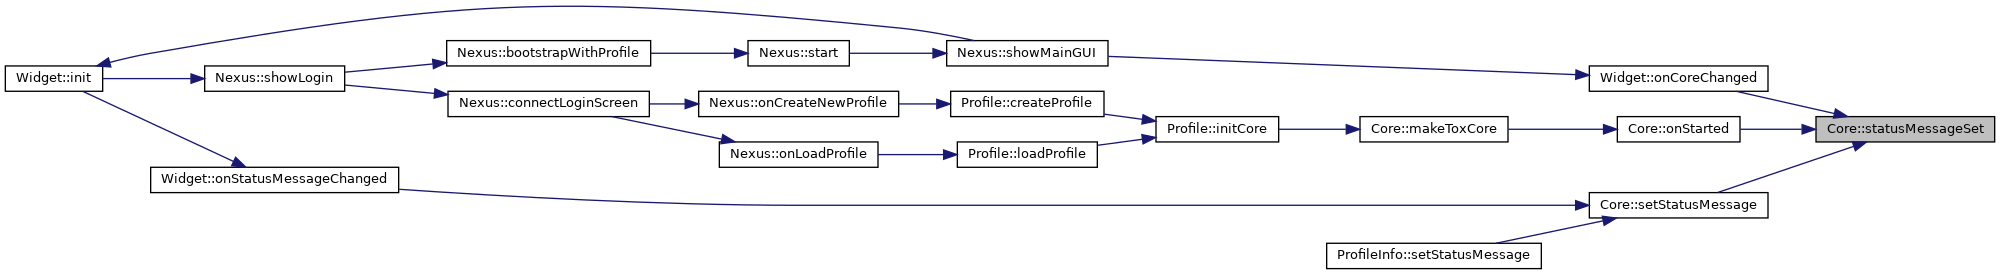 Widget::init
Nexus::showLogin
Nexus::bootstrapWithProfile
Nexus::start
Nexus::showMainGUI
Widget::onCoreChanged
Nexus::connectLoginScreen
Nexus::onCreateNewProfile
Profile::createProfile
Profile::initCore
Core::makeToxCore
Core::onStarted
Core::statusMessageSet
Nexus::onLoadProfile
Profile::loadProfile
Widget::onStatusMessageChanged
Core::setStatusMessage
ProfileInfo::setStatusMessage